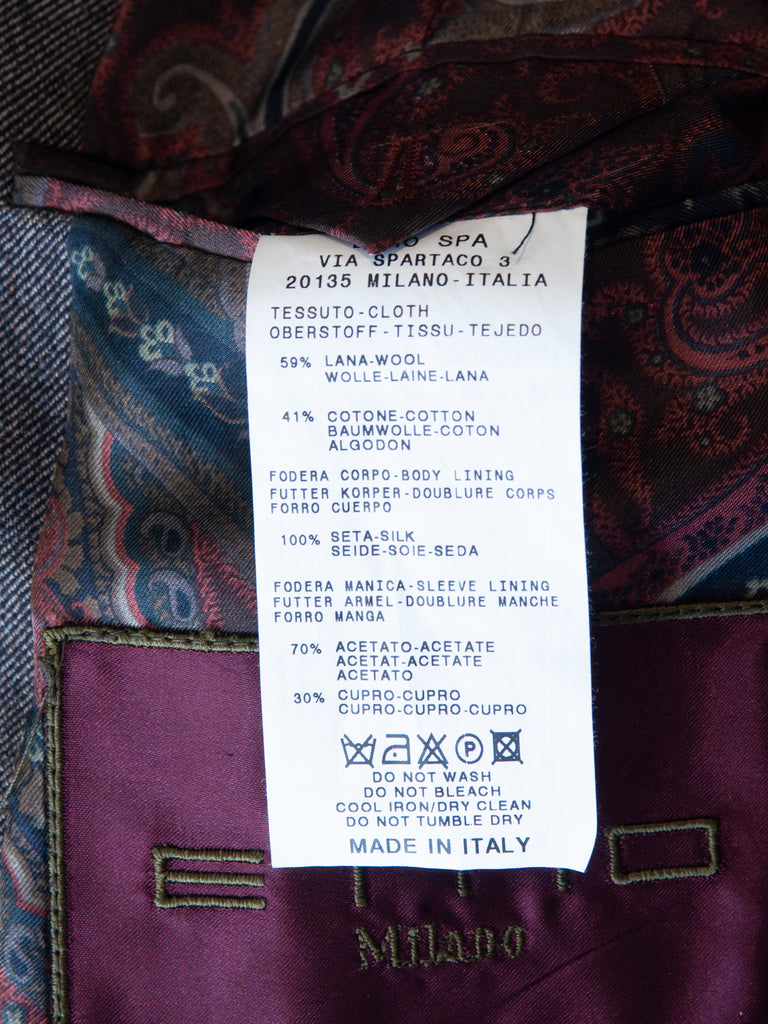 SPA
VIA SPARTACO 3
20135 MILANO-ITALIA
TESSUTO-CLOTH
OBERSTOFF-TISSU-TEJEDO
59% LANA-WOOL
WOLLE-LAINE-LANA
41% COTONE-COTTON
BAUMWOLLE-COTON
ALGODON
FODERA CORPO-BODY LINING
FUTTER KORPER-DOUBLURE CORPS
FORRO CUERPO
100% SETA-SILK
SEIDE-SOIE-SEDA
FODERA MANICA-SLEEVE LINING
FUTTER ARMEL-DOUBLURE MANCHE
FORRO MANGA
70% ACETATO-ACETATE
ACETAT-ACETATE
ACETATO
30% CUPRO-CUPRO
CUPRO-CUPRO-CUPRO
P
DO NOT WASH
DO NOT BLEACH
COOL IRON/DRY CLEAN
DO NOT TUMBLE DRY
MADE IN ITALY
Milano